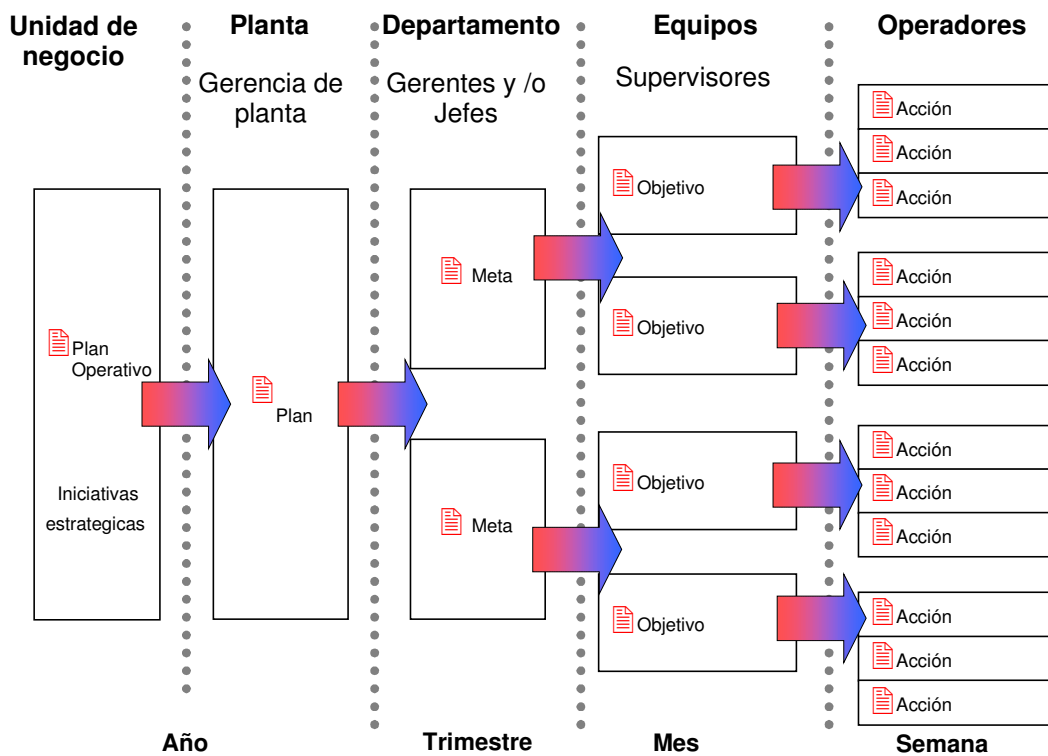 Unidad de
negocio
Planta
Departamento
Equipos
Operadores
Gerencia de
planta
Gerentes y /o
Jefes
Supervisores
Plan
Operativo
Iniciativas
estrategicas
Plan
Meta
Meta
Objetivo
Objetivo
Objetivo
Objetivo
Acción
Acción
Acción
Acción
Acción
Acción
Acción
Acción
Acción
Acción
Acción
Acción
Año
Trimestre
Mes
Semana